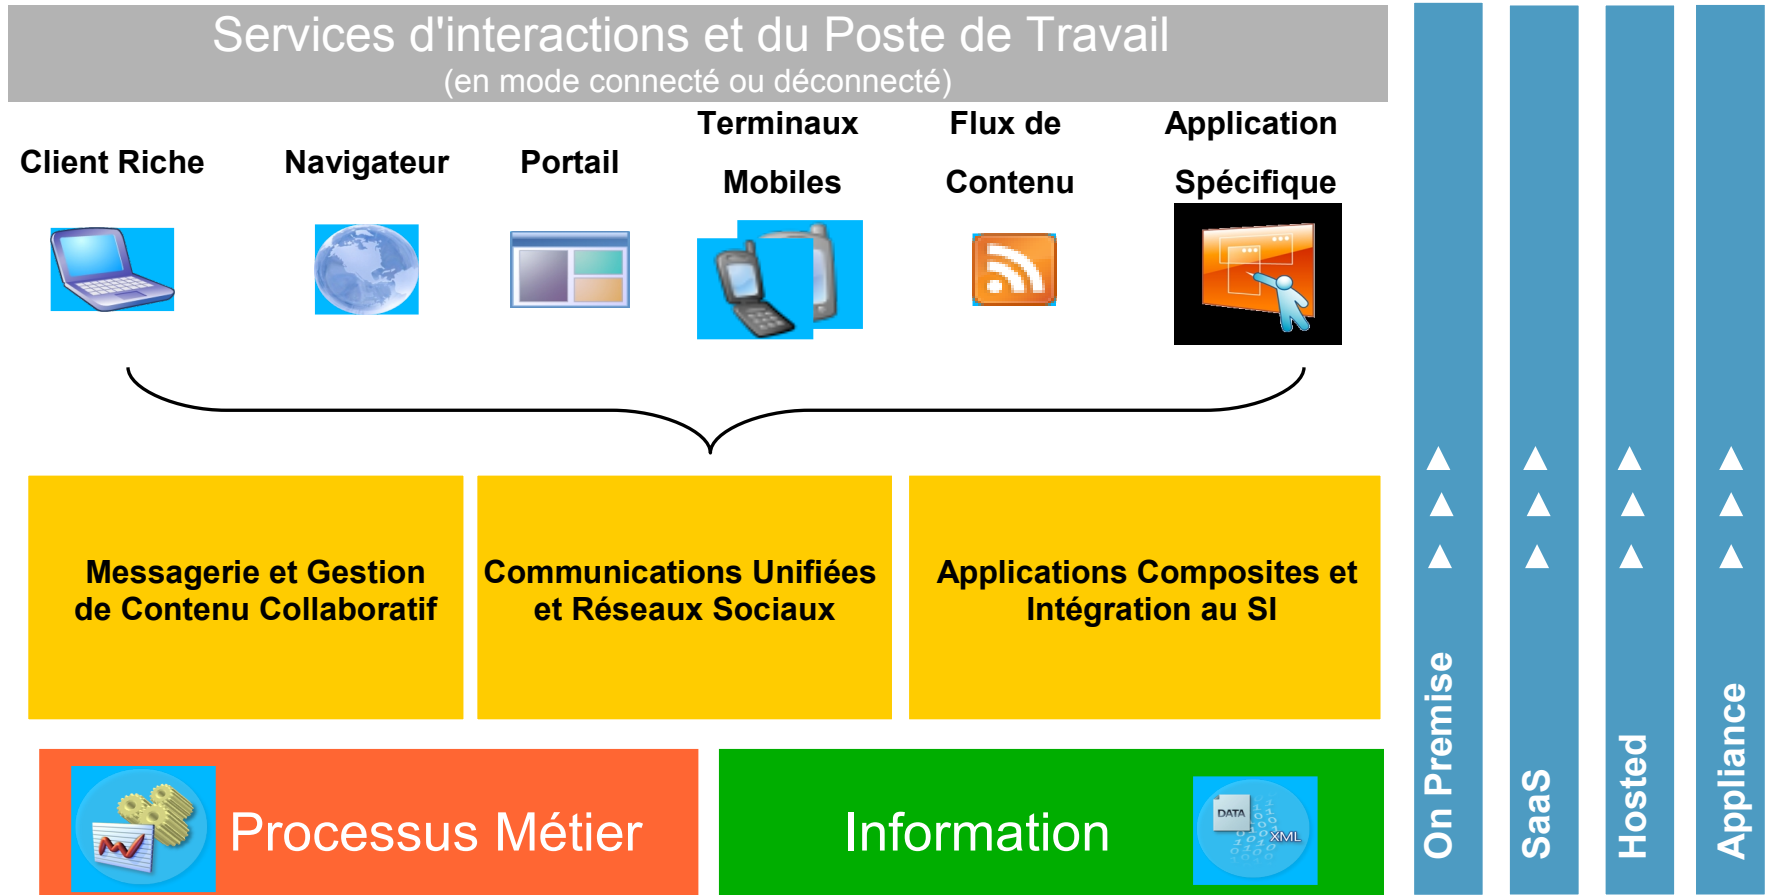 Services d'interactions et du Poste de Travail
(en mode connecté ou déconnecté)
Client Riche
Navigateur
Portail
Terminaux
Mobiles
Flux de
Contenu
Application
Spécifique
Messagerie et Gestion
de Contenu Collaboratif
Communications Unifiées
et Réseaux Sociaux
Applications Composites et
Intégration au SI
Processus Métier
Information
DATA
XML
On Premise
SaaS
Hosted
Appliance